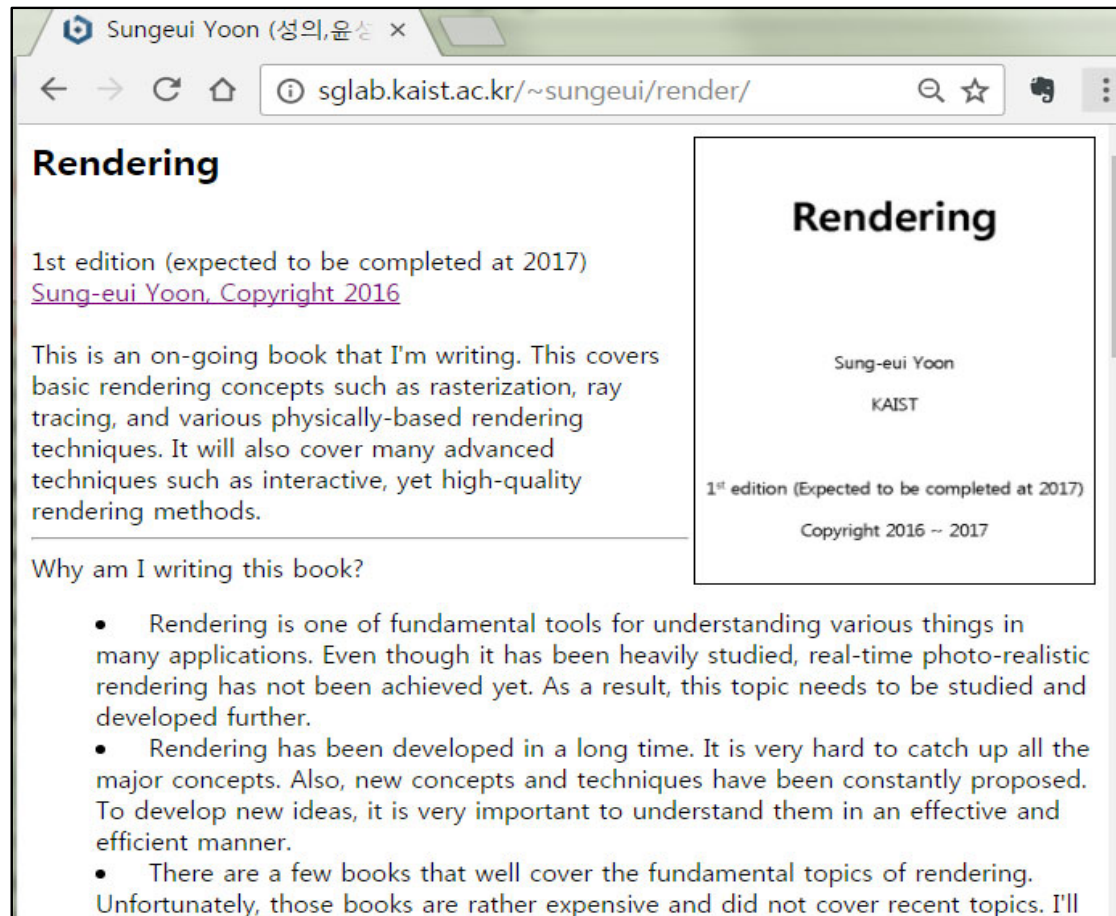 Sungeui Yoon (성의,윤성
sglab.kaist.ac.kr/~sungeui/render/
Rendering
1st edition (expected to be completed at 2017)
Sung-eui Yoon, Copyright 2016
This is an on-going book that I'm writing. This covers
basic rendering concepts such as rasterization, ray
tracing, and various physically-based rendering
techniques. It will also cover many advanced
techniques such as interactive, yet high-quality
rendering methods.
Rendering
Sung-eui Yoon
KAIST
1st edition (Expected to be completed at 2017)
Copyright 2016 ~ 2017
Why am I writing this book?
• Rendering is one of fundamental tools for understanding various things in
many applications. Even though it has been heavily studied, real-time photo-realistic
rendering has not been achieved yet. As a result, this topic needs to be studied and
developed further.
• Rendering has been developed in a long time. It is very hard to catch up all the
major concepts. Also, new concepts and techniques have been constantly proposed.
To develop new ideas, it is very important to understand them in an effective and
efficient manner.
• There are a few books that well cover the fundamental topics of rendering.
Unfortunately, those books are rather expensive and did not cover recent topics. I'll